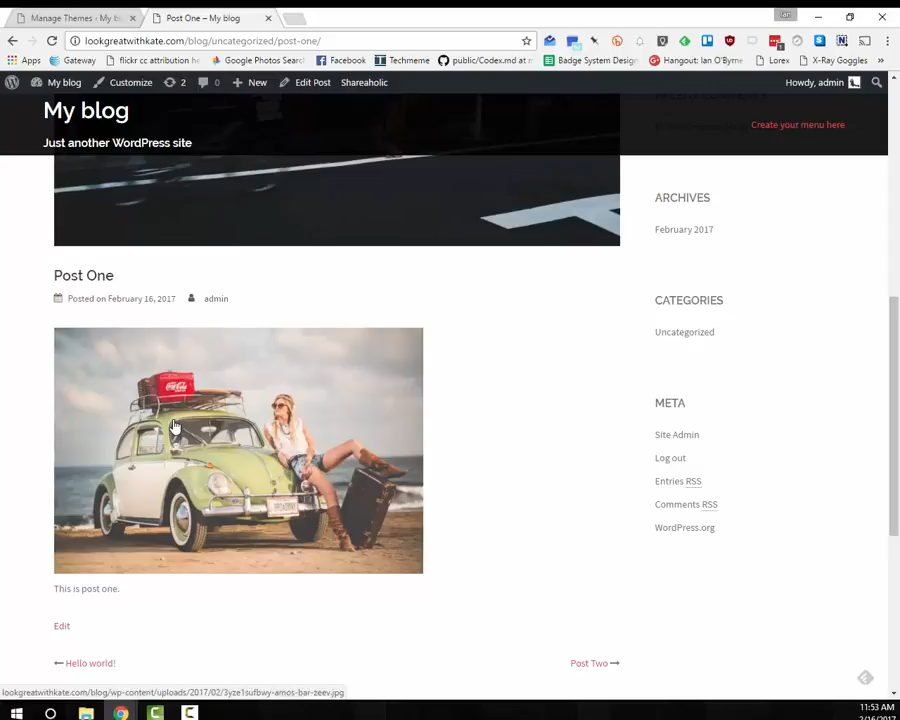 Manage Themes ‹ My b
Post One – My blog
lookgreatwithkate.com/blog/uncategorized/post-one/
Apps Gateway flickr cc attribution he Google Photos Search Facebook Techmeme public/Codex.md at m Badge System Design Hangout: Ian O'Byrne Lorex X-Ray Goggles
My blog Customize 2 0 New Edit Post Shareaholic Howdy, admin
My blog
Create your menu here
Just another WordPress site
ARCHIVES
February 2017
Post One
Posted on February 16, 2017 admin
CATEGORIES
Uncategorized
META
Site Admin
Log out
Entries RSS
Comments RSS
WordPress.org
Coca-Cola
This is post one.
Edit
Hello world!
Post Two
lookgreatwithkate.com/blog/wp-content/uploads/2017/02/3yze1sufbwy-amos-bar-zeev.jpg
11:53 AM
2/16/2017